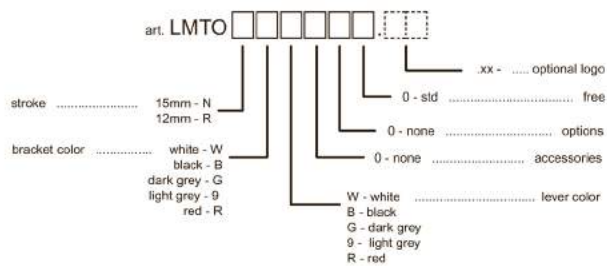 art. LMTO
.xx - ..... optional logo
stroke .................... 15mm - N
12mm - R
0 - std .................... free
0 - none .................... options
bracket color ................ white - W
black - B
dark grey - G
light grey - 9
red - R
0 - none .................... accessories
W - white .......................... lever color
B - black
G - dark grey
9 - light grey
R - red